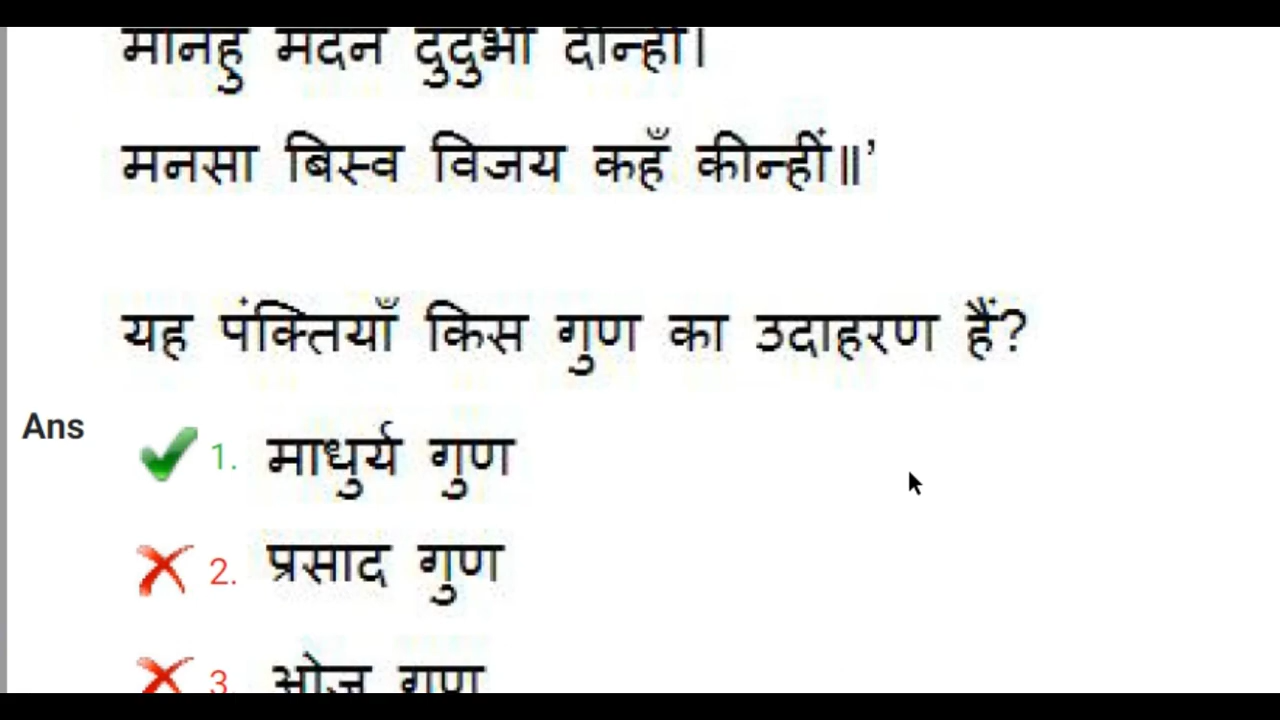 मानहु मदन दुदुंभी दीन्हीं।
मनसा बिस्व विजय कहँ कीन्हीं॥’
यह पंक्तियाँ किस गुण का उदाहरण हैं?
Ans
1. माधुर्य गुण
2. प्रसाद गुण
3 ओज गुण